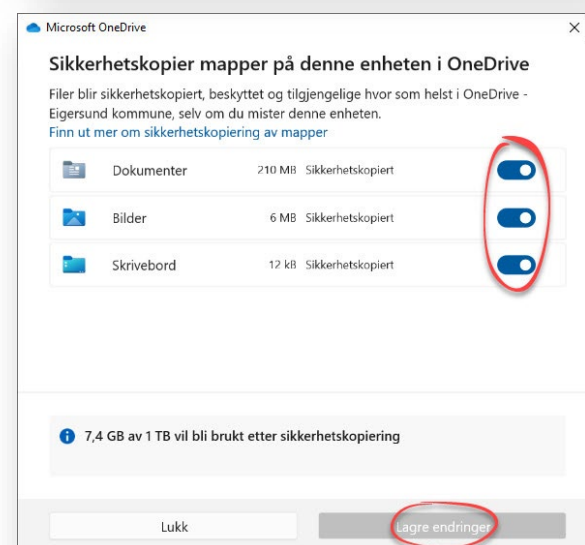 Microsoft OneDrive
Sikkerhetskopier mapper på denne enheten i OneDrive
Filer blir sikkerhetskopiert, beskyttet og tilgjengelige hvor som helst i OneDrive -
Eigersund kommune, selv om du mister denne enheten.
Finn ut mer om sikkerhetskopiering av mapper
Dokumenter 210 MB Sikkerhetskopiert
Bilder 6 MB Sikkerhetskopiert
Skrivebord 12 kB Sikkerhetskopiert
7,4 GB av 1 TB vil bli brukt etter sikkerhetskopiering
Lukk Lagre endringer